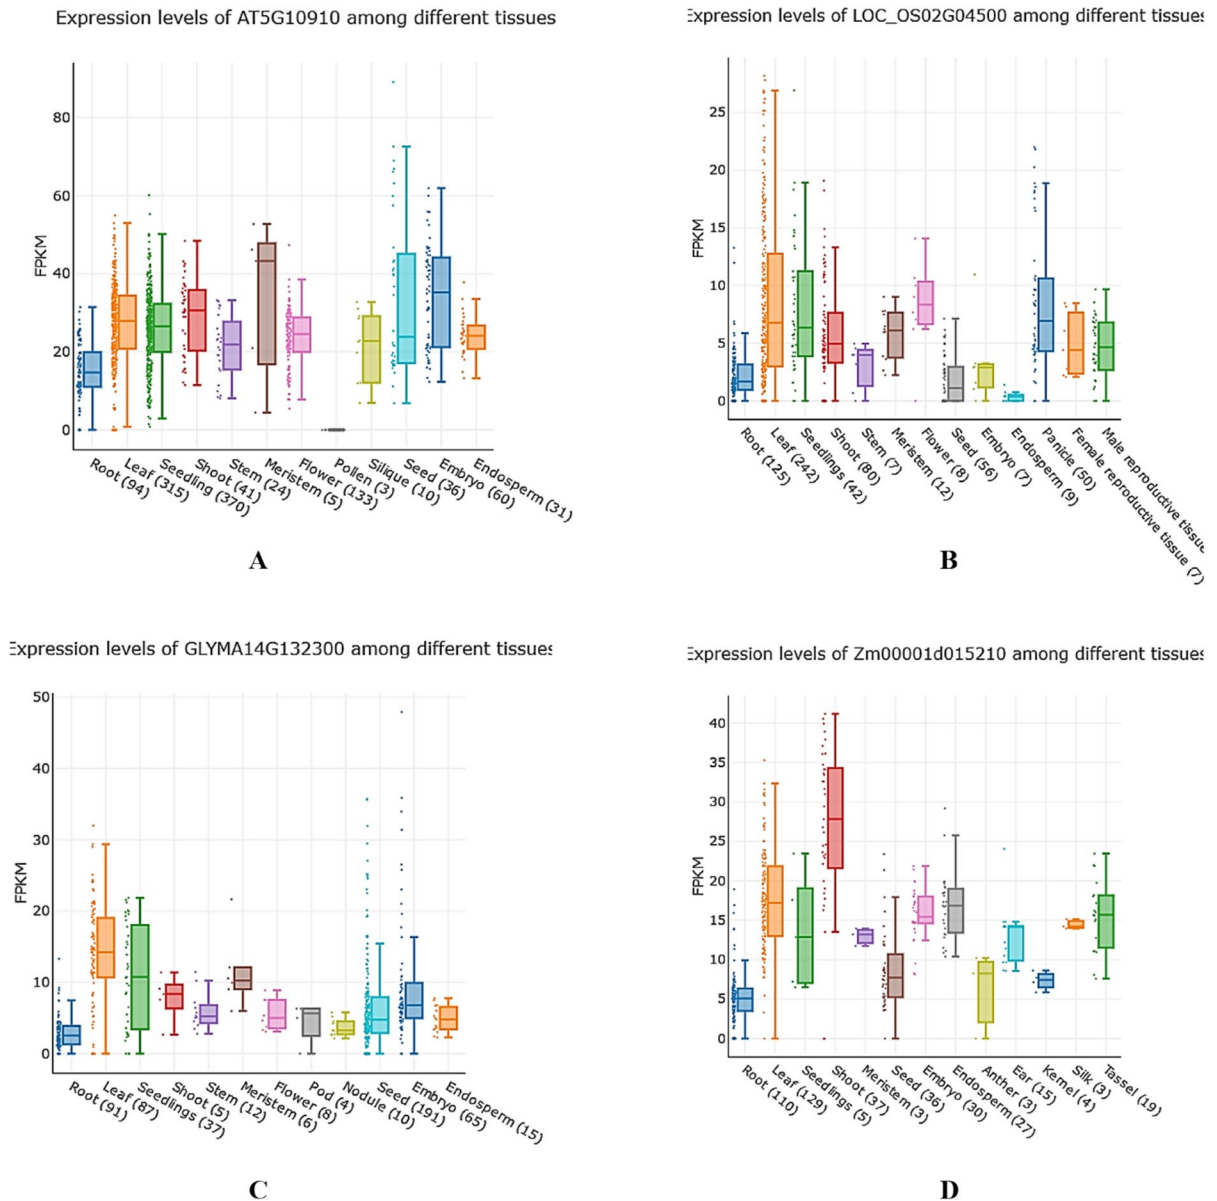 Expression levels of AT5G10910 among different tissues
80
60
40
20
0
FPKM
Root (94)
Leaf (315)
Seedling (370)
Shoot (41)
Stem (24)
Meristem (5)
Flower (133)
Pollen (3)
Silique (10)
Seed (36)
Embryo (60)
Endosperm (31)
A
Expression levels of LOC_OS02G04500 among different tissues
25
20
15
10
5
0
FPKM
Root (125)
Leaf (242)
Seedlings (42)
Shoot (80)
Stem (7)
Meristem (12)
Flower (8)
Seed (56)
Embryo (7)
Endosperm (9)
Panicle (50)
Female reproductive tissue (7)
Male reproductive tissue
B
Expression levels of GLYMA14G132300 among different tissues
50
40
30
20
10
0
FPKM
Root (91)
Leaf (87)
Seedlings (37)
Shoot (5)
Stem (12)
Meristem (6)
Flower (8)
Pod (4)
Nodule (10)
Seed (191)
Embryo (65)
Endosperm (15)
C
Expression levels of Zm00001d015210 among different tissues
40
35
30
25
20
15
10
5
0
FPKM
Root (110)
Leaf (129)
Seedlings (5)
Shoot (37)
Meristem (3)
Seed (36)
Embryo (30)
Endosperm (27)
Anther (3)
Ear (15)
Kernel (4)
Silk (3)
Tassel (19)
D